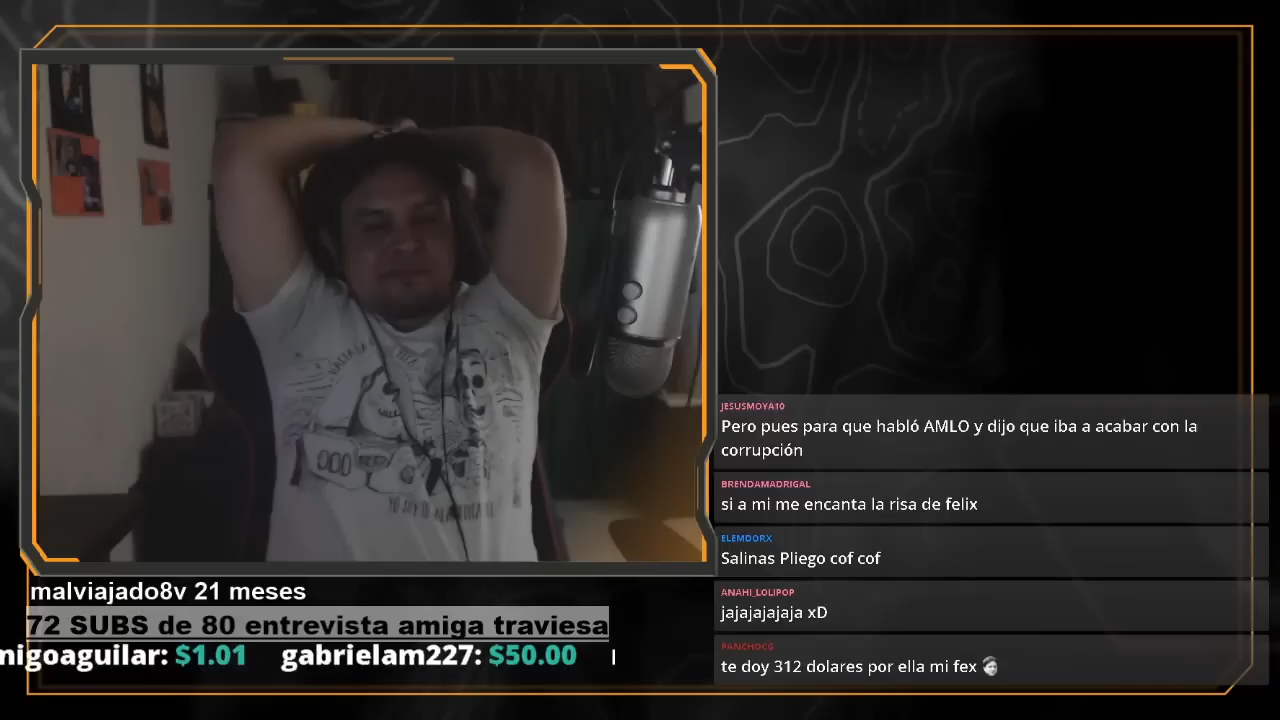 JESUSMOYA10
Pero pues para que habló AMLO y dijo que iba a acabar con la
corrupción
BRENDAMADRIGAL
si a mi me encanta la risa de felix
ELEMDORX
Salinas Pliego cof cof
ANAHI_LOLIPOP
jajajajajaja xD
PANCHOCG
te doy 312 dolares por ella mi fex
malviajado8v 21 meses
72 SUBS de 80 entrevista amiga traviesa
migoaguilar: $1.01 gabrielam227: $50.00